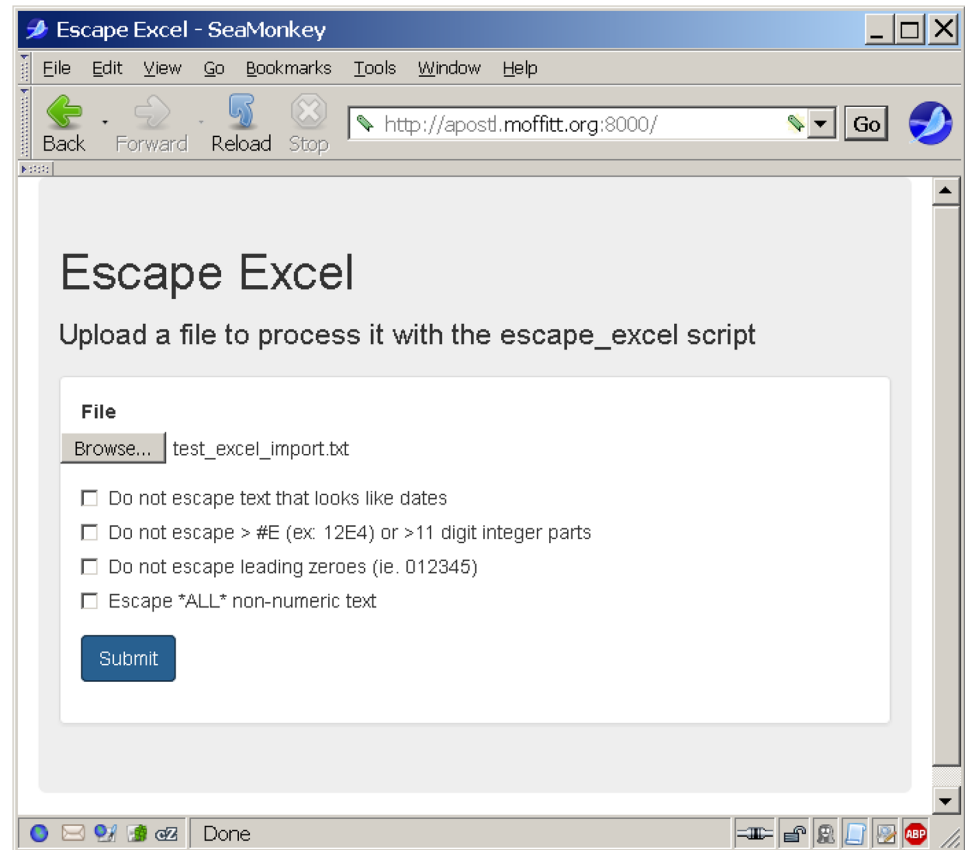 Escape Excel - SeaMonkey
File Edit View Go Bookmarks Tools Window Help
http://apostl.moffitt.org:8000/ Go
Back Forward Reload Stop
Escape Excel
Upload a file to process it with the escape_excel script
File
Browse... test_excel_import.txt
Do not escape text that looks like dates
Do not escape > #E (ex: 12E4) or >11 digit integer parts
Do not escape leading zeroes (ie. 012345)
Escape *ALL* non-numeric text
Submit
cZ Done ABP